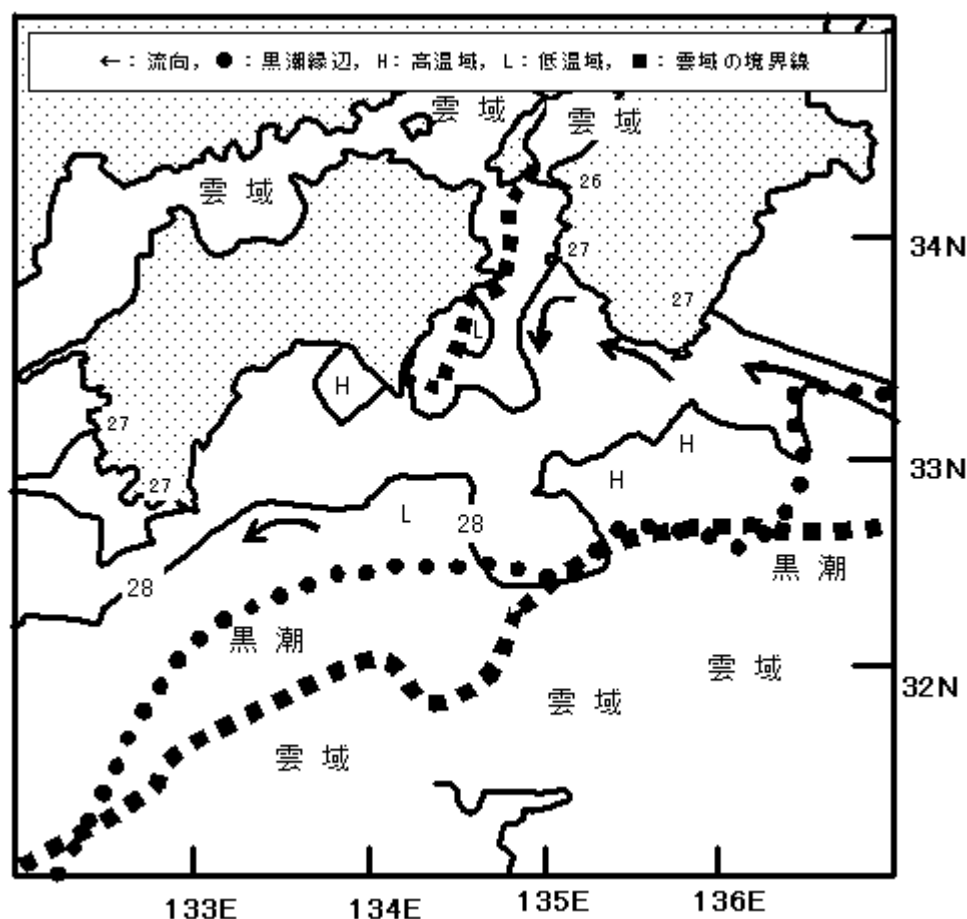 ←：流向，●：黒潮縁辺，H：高温域，L：低温域，■：雲域の境界線
雲域
雲域
雲域
26
34N
27
27
L
H
27
H
33N
H
27
L
28
28
黒潮
黒潮
雲域
32N
雲域
雲域
133E
134E
135E
136E